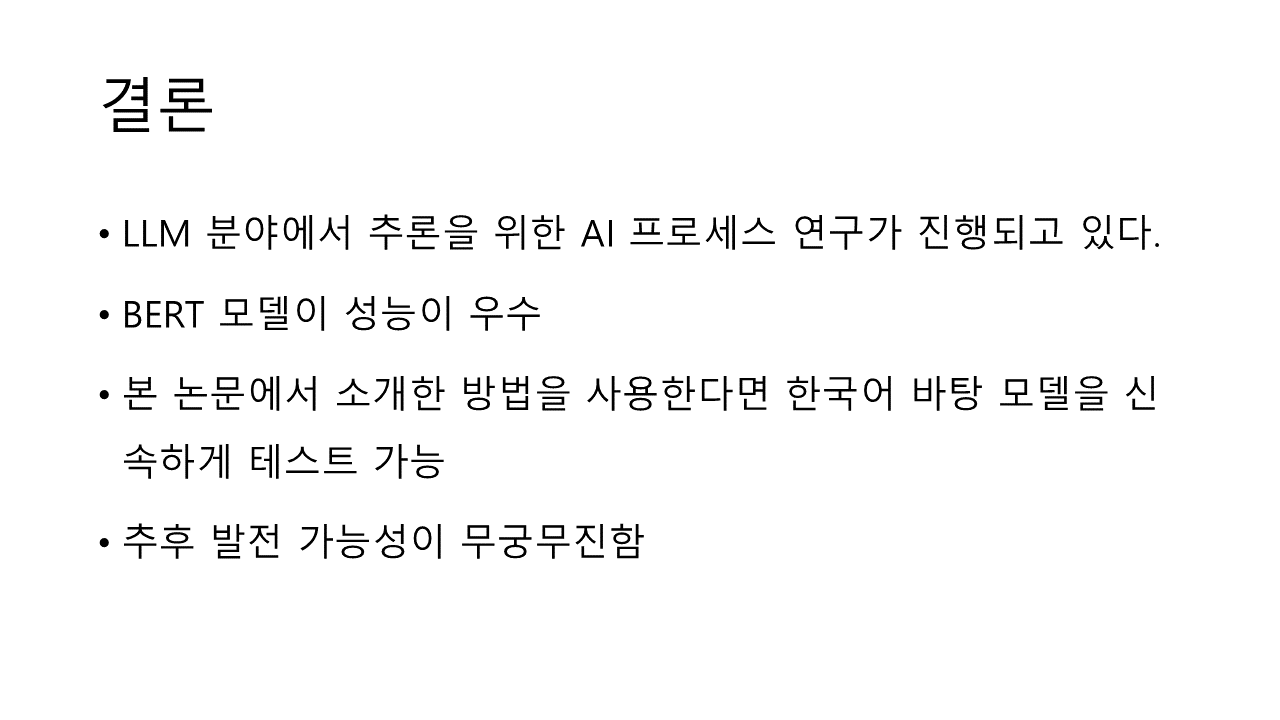 결론
• LLM 분야에서 추론을 위한 AI 프로세스 연구가 진행되고 있다.
• BERT 모델이 성능이 우수
• 본 논문에서 소개한 방법을 사용한다면 한국어 바탕 모델을 신
속하게 테스트 가능
• 추후 발전 가능성이 무궁무진함